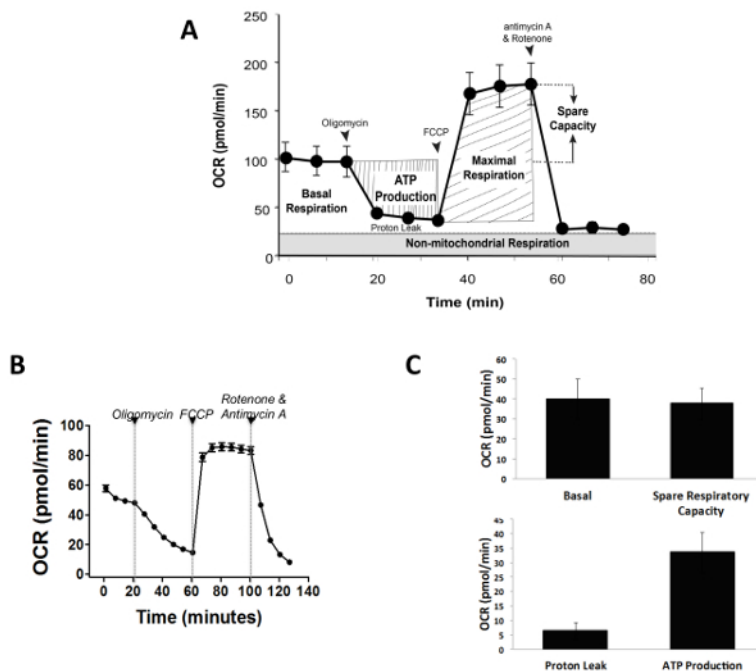 A
OCR (pmol/min)
250
200
150
100
50
0
Oligomycin
FCCP
antimycin A
& Rotenone
Spare
Capacity
Basal
Respiration
ATP
Production
Maximal
Respiration
Proton Leak
Non-mitochondrial Respiration
0 20 40 60 80
Time (min)
B
Oligomycin FCCP Rotenone &
Antimycin A
OCR (pmol/min)
100
80
60
40
20
0
0 20 40 60 80 100 120 140
Time (minutes)
C
OCR (pmol/min)
60
50
40
30
20
10
0
Basal Spare Respiratory
Capacity
OCR (pmol/min)
45
40
35
30
25
20
15
10
5
0
Proton Leak ATP Production